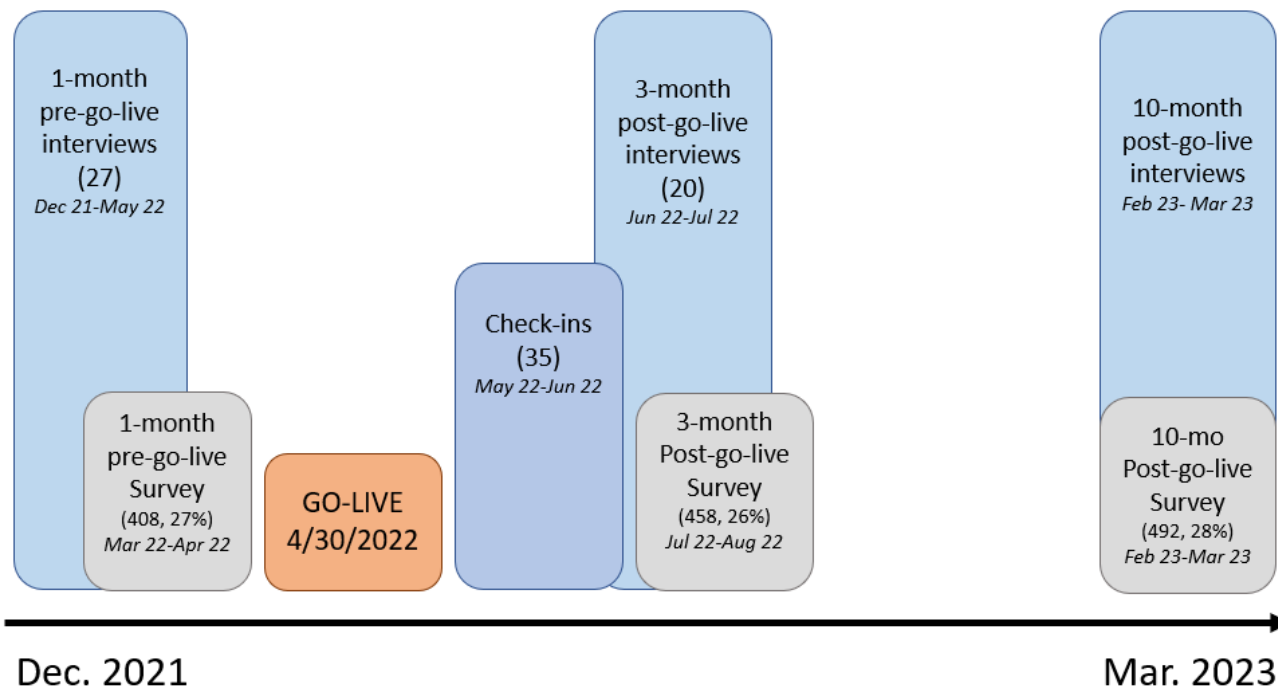 1-month
pre-go-live
interviews
(27)
Dec 21-May 22
1-month
pre-go-live
Survey
(408, 27%)
Mar 22-Apr 22
GO-LIVE
4/30/2022
Check-ins
(35)
May 22-Jun 22
3-month
post-go-live
interviews
(20)
Jun 22-Jul 22
3-month
Post-go-live
Survey
(458, 26%)
Jul 22-Aug 22
10-month
post-go-live
interviews
Feb 23- Mar 23
10-mo
Post-go-live
Survey
(492, 28%)
Feb 23-Mar 23
Dec. 2021
Mar. 2023